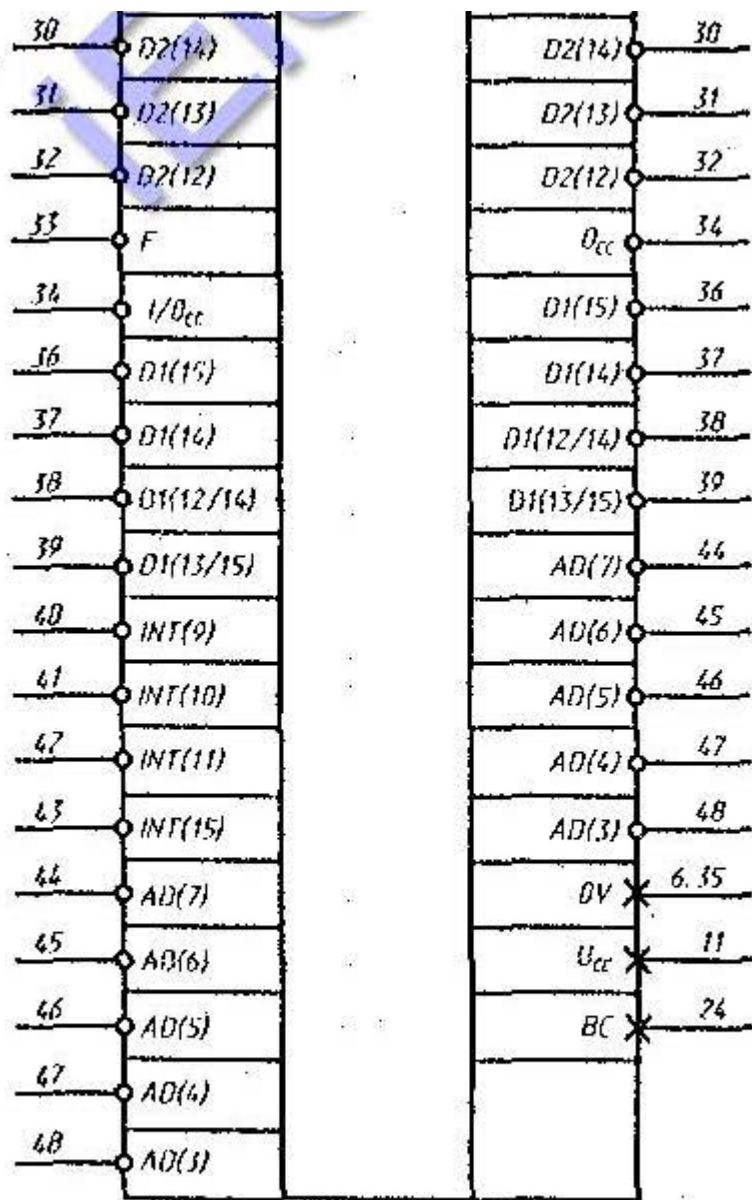 30 D2(14) D2(14) 30
31 D2(13) D2(13) 31
32 D2(12) D2(12) 32
33 F 0cc 34
34 I/0cc D1(15) 36
36 D1(15) D1(14) 37
37 D1(14) D1(12/14) 38
38 D1(12/14) D1(13/15) 39
39 D1(13/15) AD(7) 44
40 INT(9) AD(6) 45
41 INT(10) AD(5) 46
42 INT(11) AD(4) 47
43 INT(15) AD(3) 48
44 AD(7) 0V 6.35
45 AD(6) Ucc 11
46 AD(5) BC 24
47 AD(4)
48 AD(3)